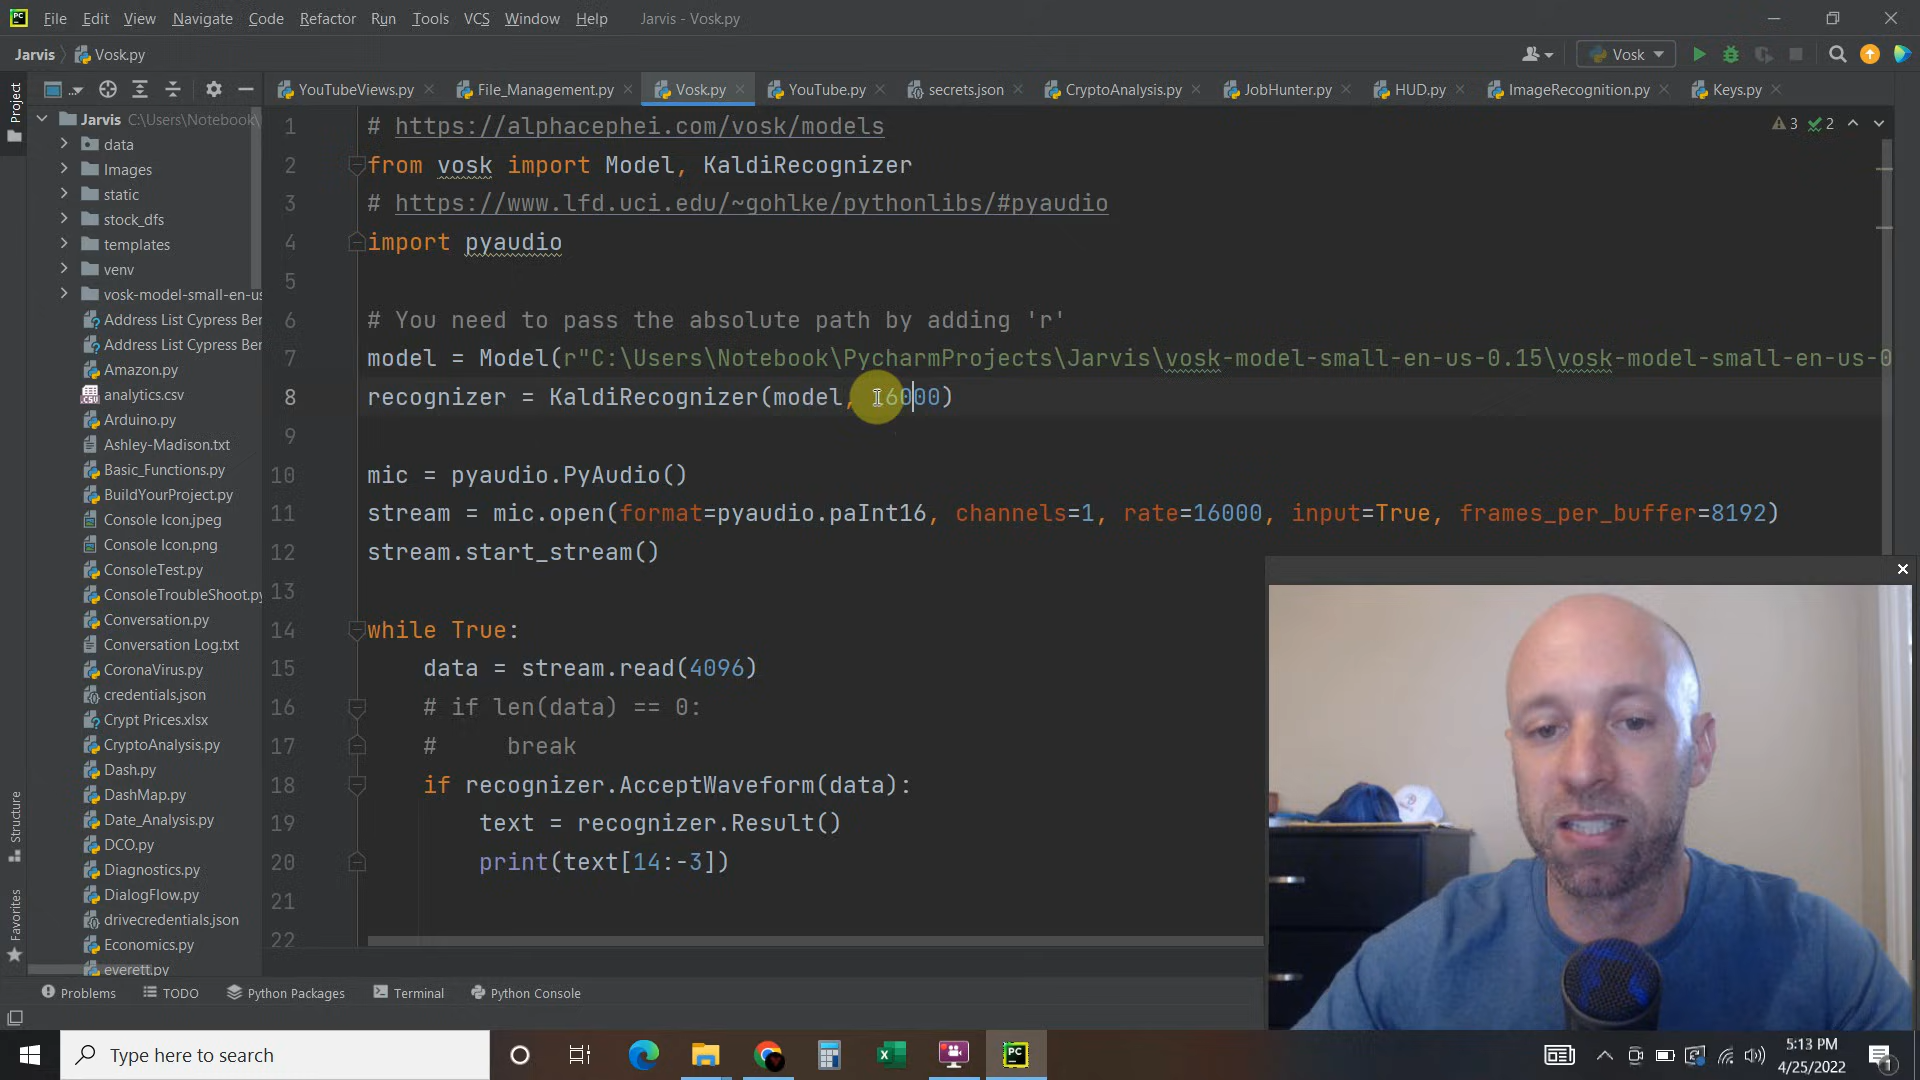 PC File Edit View Navigate Code Refactor Run Tools VCS Window Help Jarvis - Vosk.py
Jarvis Vosk.py Vosk
YouTubeViews.py File_Management.py Vosk.py YouTube.py secrets.json CryptoAnalysis.py JobHunter.py HUD.py ImageRecognition.py Keys.py
Project
Structure
Favorites
Jarvis C:\Users\Notebook\
data
Images
static
stock_dfs
templates
venv
vosk-model-small-en-us
Address List Cypress Ber
Address List Cypress Ber
Amazon.py
analytics.csv
Arduino.py
Ashley-Madison.txt
Basic_Functions.py
BuildYourProject.py
Console Icon.jpeg
Console Icon.png
ConsoleTest.py
ConsoleTroubleShoot.py
Conversation.py
Conversation Log.txt
CoronaVirus.py
credentials.json
Crypt Prices.xlsx
CryptoAnalysis.py
Dash.py
DashMap.py
Date_Analysis.py
DCO.py
Diagnostics.py
DialogFlow.py
drivecredentials.json
Economics.py
everett.py
3 2
1 # https://alphacephei.com/vosk/models
2 from vosk import Model, KaldiRecognizer
3 # https://www.lfd.uci.edu/~gohlke/pythonlibs/#pyaudio
4 import pyaudio
5
6 # You need to pass the absolute path by adding 'r'
7 model = Model(r"C:\Users\Notebook\PycharmProjects\Jarvis\vosk-model-small-en-us-0.15\vosk-model-small-en-us-0
8 recognizer = KaldiRecognizer(model, 16000)
9
10 mic = pyaudio.PyAudio()
11 stream = mic.open(format=pyaudio.paInt16, channels=1, rate=16000, input=True, frames_per_buffer=8192)
12 stream.start_stream()
13
14 while True:
15 data = stream.read(4096)
16 # if len(data) == 0:
17 #     break
18 if recognizer.AcceptWaveform(data):
19 text = recognizer.Result()
20 print(text[14:-3])
21
22
Problems TODO Python Packages Terminal Python Console
Type here to search
PC
5:13 PM
4/25/2022
1